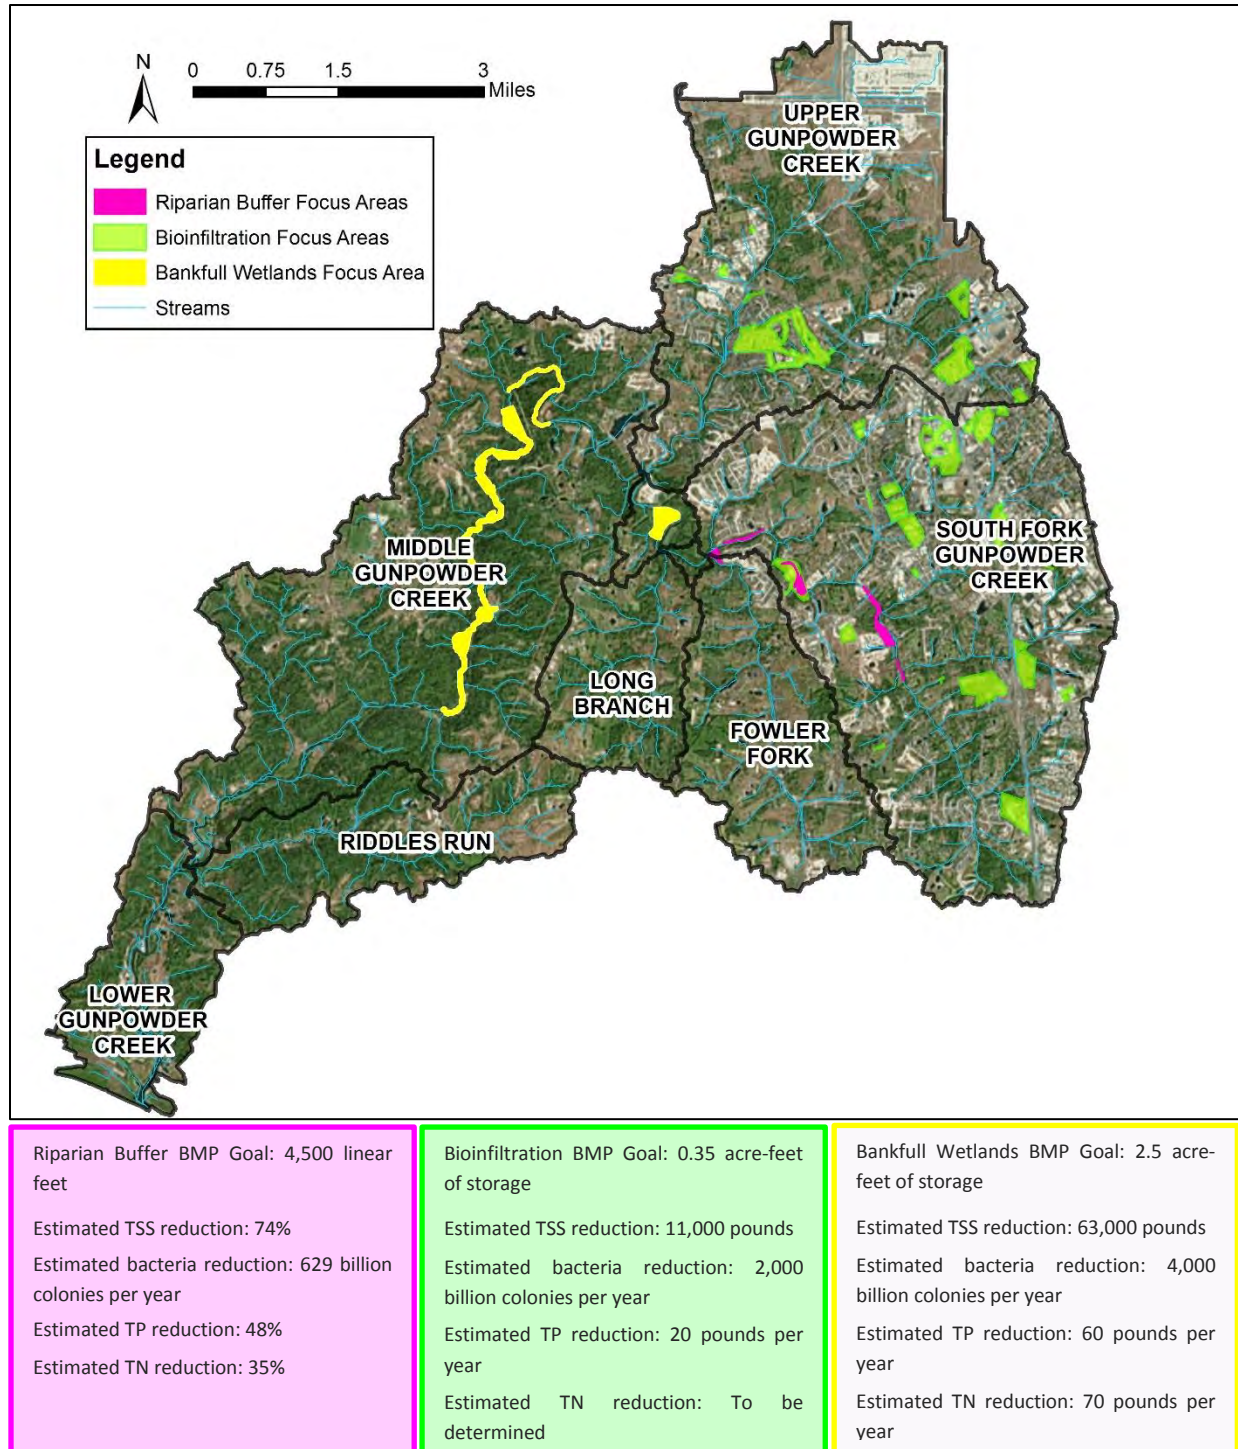 N
0 0.75 1.5 3
Miles
Legend
Riparian Buffer Focus Areas
Bioinfiltration Focus Areas
Bankfull Wetlands Focus Area
Streams
UPPER
GUNPOWDER
CREEK
MIDDLE
GUNPOWDER
CREEK
SOUTH FORK
GUNPOWDER
CREEK
LONG
BRANCH
FOWLER
FORK
RIDDLES RUN
LOWER
GUNPOWDER
CREEK
Riparian Buffer BMP Goal: 4,500 linear
feet
Estimated TSS reduction: 74%
Estimated bacteria reduction: 629 billion
colonies per year
Estimated TP reduction: 48%
Estimated TN reduction: 35%
Bioinfiltration BMP Goal: 0.35 acre-feet
of storage
Estimated TSS reduction: 11,000 pounds
Estimated bacteria reduction: 2,000
billion colonies per year
Estimated TP reduction: 20 pounds per
year
Estimated TN reduction: To be
determined
Bankfull Wetlands BMP Goal: 2.5 acre-
feet of storage
Estimated TSS reduction: 63,000 pounds
Estimated bacteria reduction: 4,000
billion colonies per year
Estimated TP reduction: 60 pounds per
year
Estimated TN reduction: 70 pounds per
year